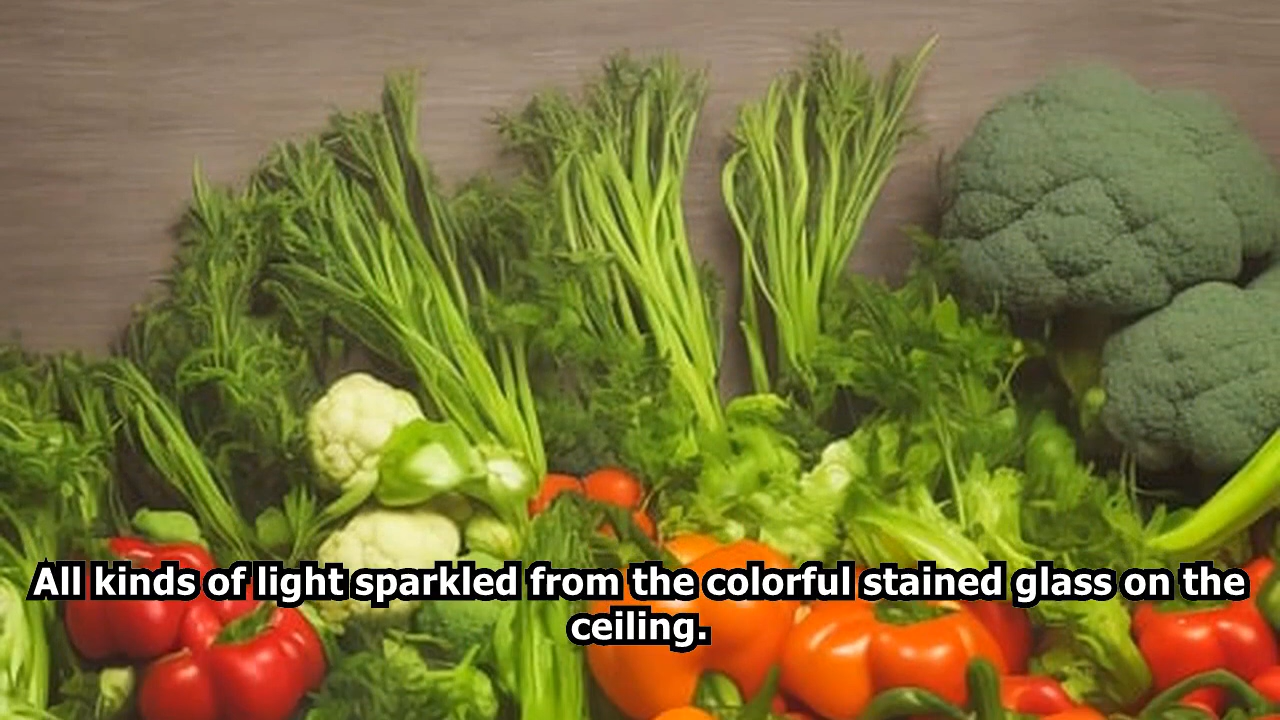 All kinds of light sparkled from the colorful stained glass on the
ceiling.